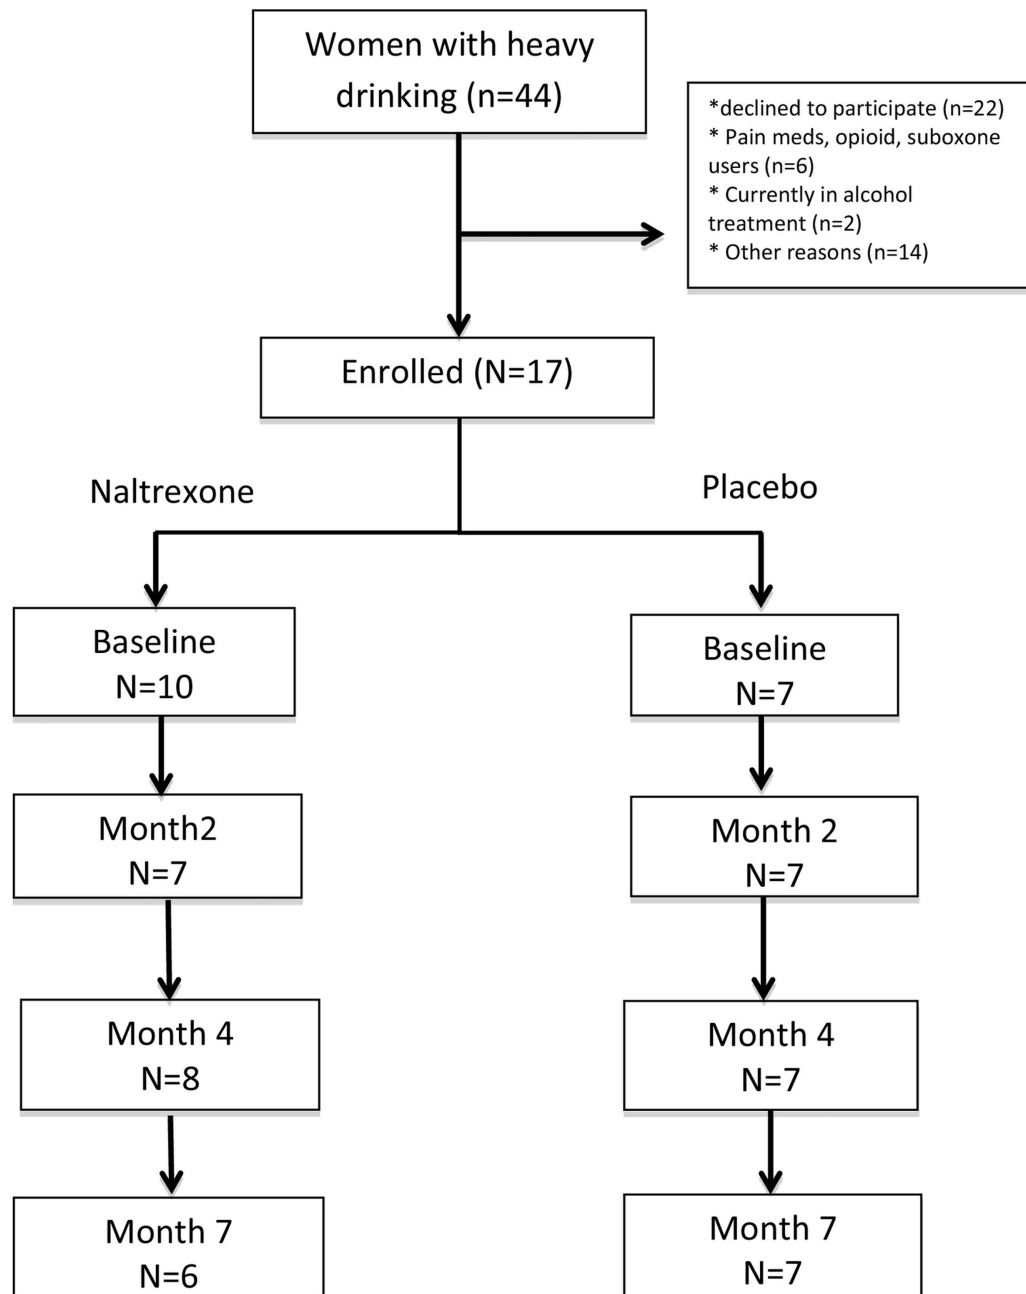 Women with heavy
drinking (n=44)
*declined to participate (n=22)
* Pain meds, opioid, suboxone
users (n=6)
* Currently in alcohol
treatment (n=2)
* Other reasons (n=14)
Enrolled (N=17)
Naltrexone
Placebo
Baseline
N=10
Baseline
N=7
Month2
N=7
Month 2
N=7
Month 4
N=8
Month 4
N=7
Month 7
N=6
Month 7
N=7